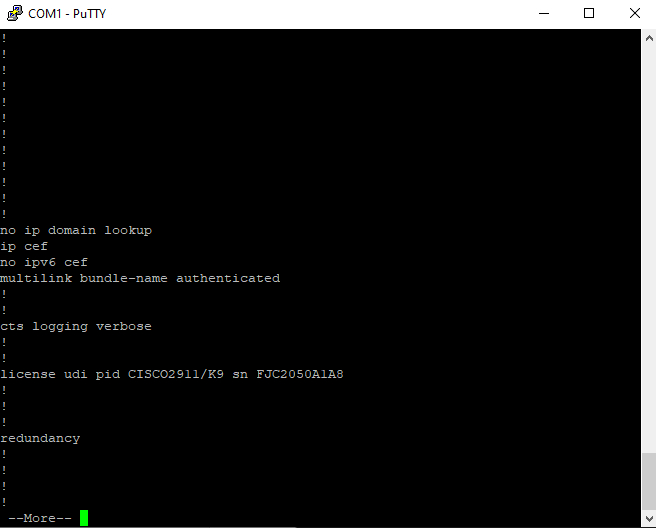 COM1 - PuTTY
!
!
!
!
!
!
!
!
!
!
!
!
no ip domain lookup
ip cef
no ipv6 cef
multilink bundle-name authenticated
!
!
cts logging verbose
!
!
license udi pid CISCO2911/K9 sn FJC2050A1A8
!
!
!
redundancy
!
!
!
!
--More--